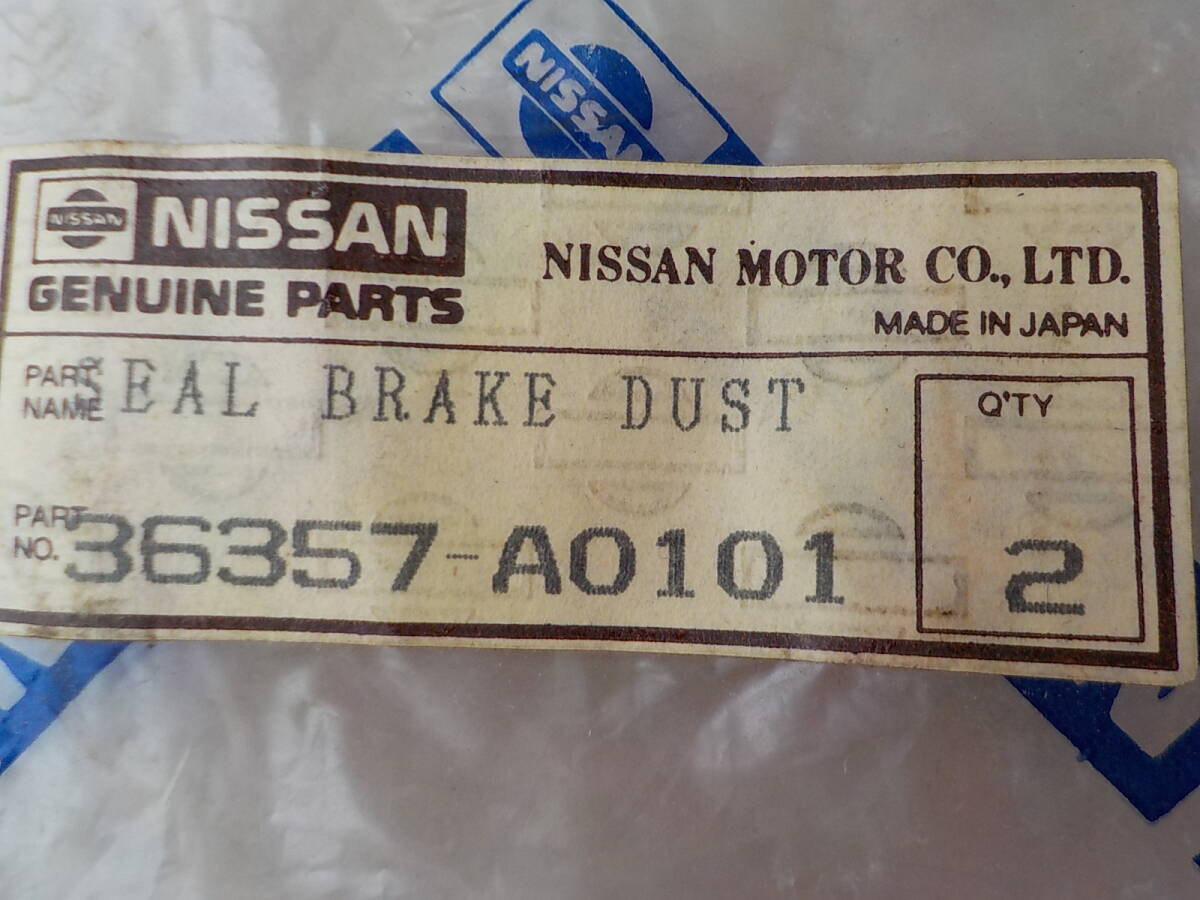 NISSAN
NISSAN
NISSAN
GENUINE PARTS
NISSAN MOTOR CO., LTD.
MADE IN JAPAN
PART NAME
SEAL BRAKE DUST
Q'TY
PART NO.
36357-A0101
2